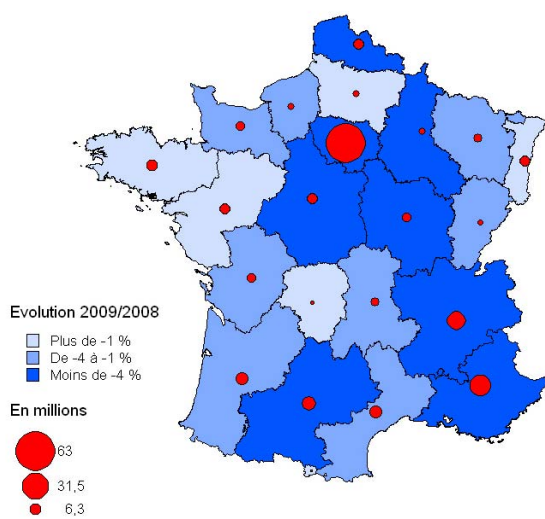 Evolution 2009/2008
Plus de -1 %
De -4 à -1 %
Moins de -4 %
En millions
63
31,5
6,3